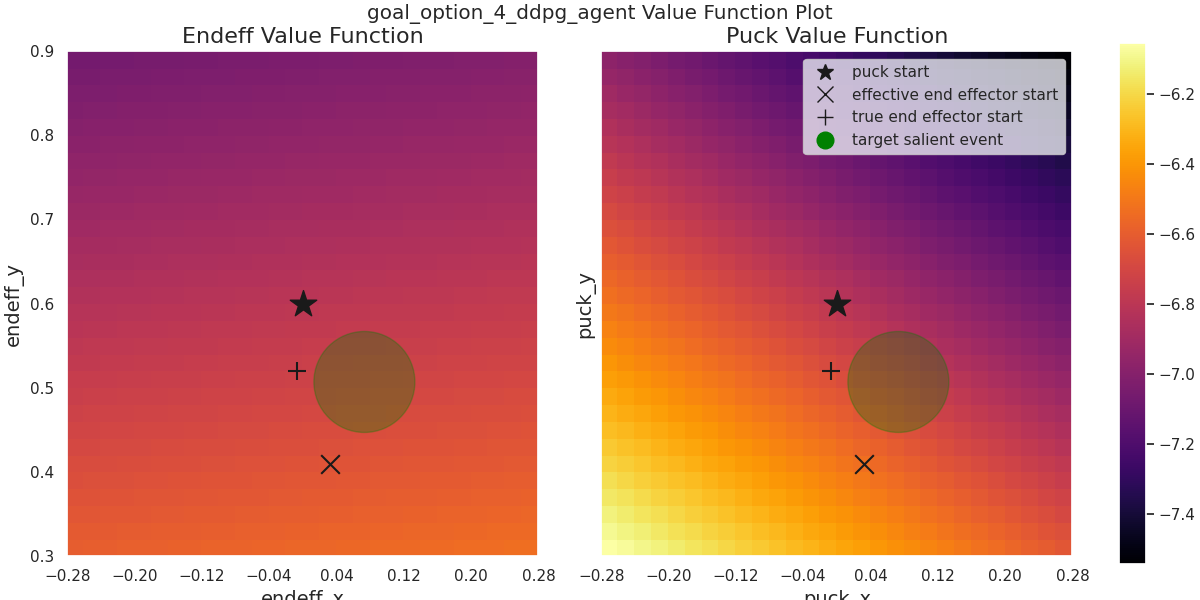 goal_option_4_ddpg_agent Value Function Plot
Endeff Value Function
Puck Value Function
puck start
effective end effector start
true end effector start
target salient event
endeff_y
0.9
0.8
0.7
0.6
0.5
0.4
0.3
−0.28 −0.20 −0.12 −0.04 0.04 0.12 0.20 0.28
endeff_x
puck_y
−0.28 −0.20 −0.12 −0.04 0.04 0.12 0.20 0.28
puck_x
−6.2
−6.4
−6.6
−6.8
−7.0
−7.2
−7.4